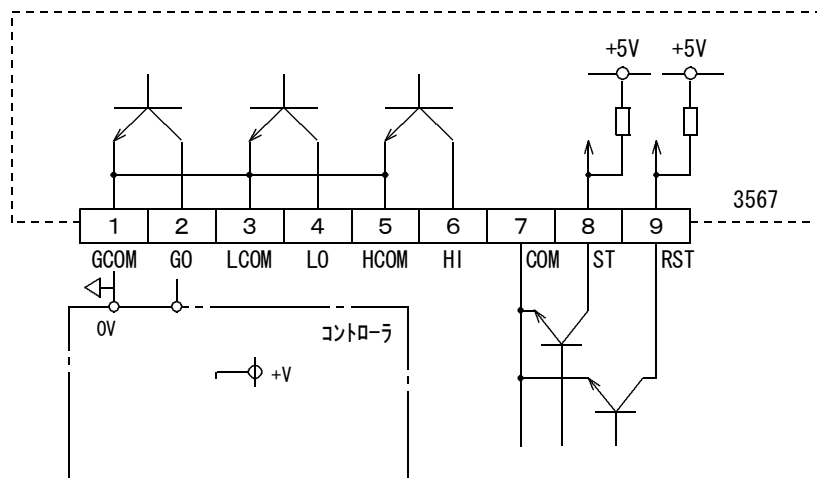 +5V +5V
3567
1 2 3 4 5 6 7 8 9
GCOM GO LCOM LO HCOM HI COM ST RST
0V
コントローラ
+V